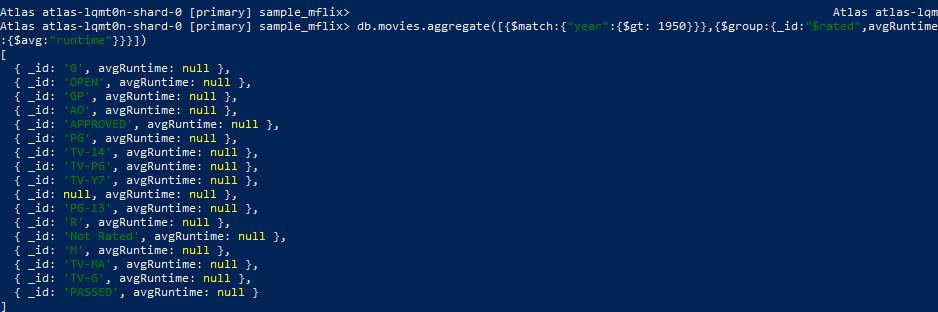 Atlas atlas-lqmt0n-shard-0 [primary] sample_mflix> Atlas atlas-lqm
Atlas atlas-lqmt0n-shard-0 [primary] sample_mflix> db.movies.aggregate([{$match:{"year":{$gt: 1950}}},{$group:{_id:"$rated",avgRuntime
:{$avg:"runtime"}}}])
[
  { _id: 'G', avgRuntime: null },
  { _id: 'OPEN', avgRuntime: null },
  { _id: 'GP', avgRuntime: null },
  { _id: 'AO', avgRuntime: null },
  { _id: 'APPROVED', avgRuntime: null },
  { _id: 'PG', avgRuntime: null },
  { _id: 'TV-14', avgRuntime: null },
  { _id: 'TV-PG', avgRuntime: null },
  { _id: 'TV-Y7', avgRuntime: null },
  { _id: null, avgRuntime: null },
  { _id: 'PG-13', avgRuntime: null },
  { _id: 'R', avgRuntime: null },
  { _id: 'Not Rated', avgRuntime: null },
  { _id: 'M', avgRuntime: null },
  { _id: 'TV-MA', avgRuntime: null },
  { _id: 'TV-G', avgRuntime: null },
  { _id: 'PASSED', avgRuntime: null }
]